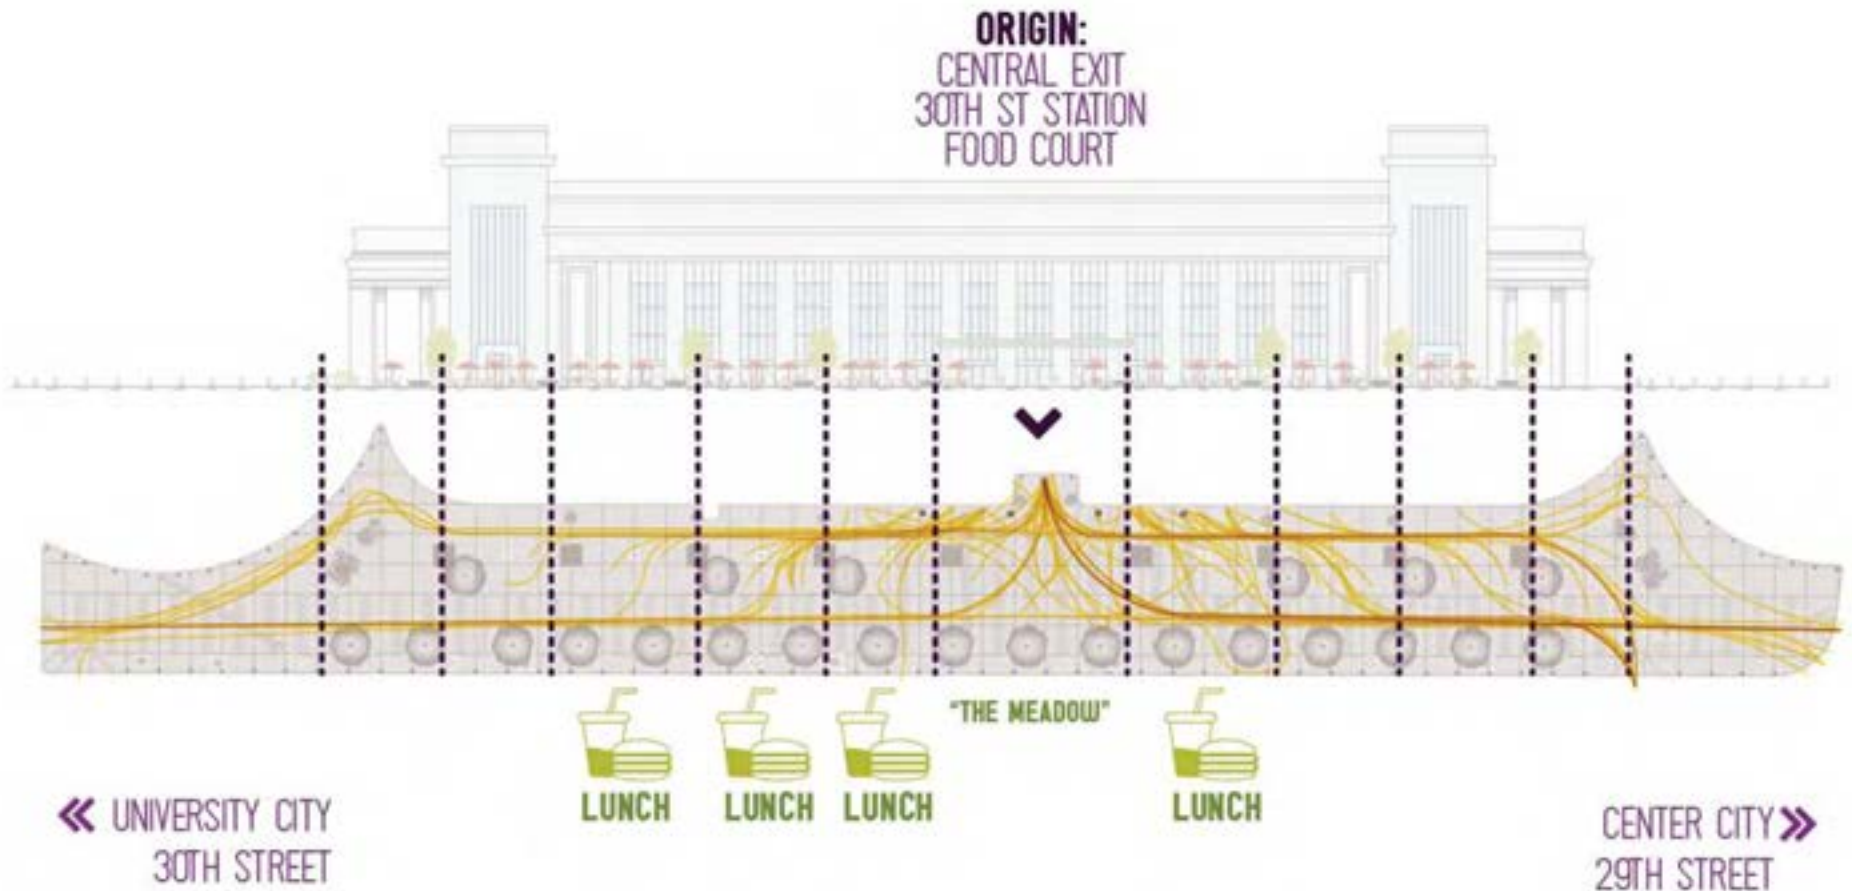 ORIGIN:
CENTRAL EXIT
30TH ST STATION
FOOD COURT
"THE MEADOW"
LUNCH
LUNCH
LUNCH
LUNCH
UNIVERSITY CITY
30TH STREET
CENTER CITY
29TH STREET